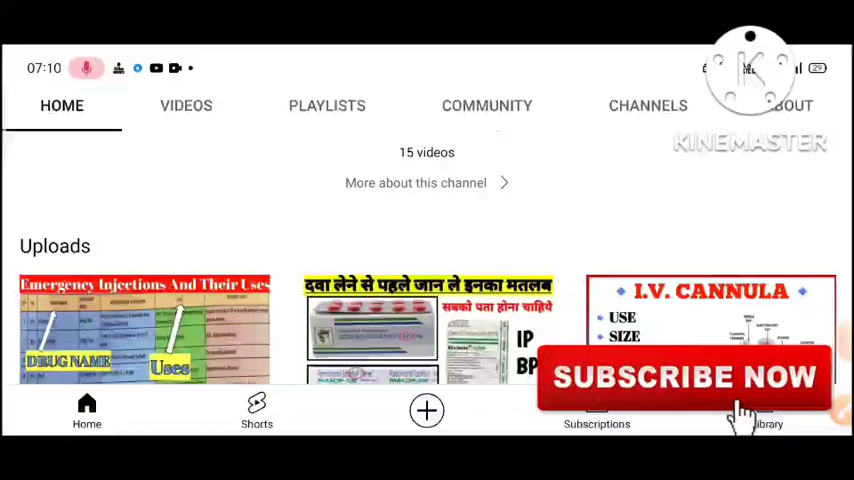 07:10
29
HOME VIDEOS PLAYLISTS COMMUNITY CHANNELS ABOUT
KINEMASTER
15 videos
More about this channel
Uploads
Emergency Injections And Their Uses
DRUG NAME
Uses
दवा लेने से पहले जान ले इनका मतलब
सबको पता होना चाहिये
IP
BP
I.V. CANNULA
USE
SIZE
SUBSCRIBE NOW
Home
Shorts
Subscriptions
Library